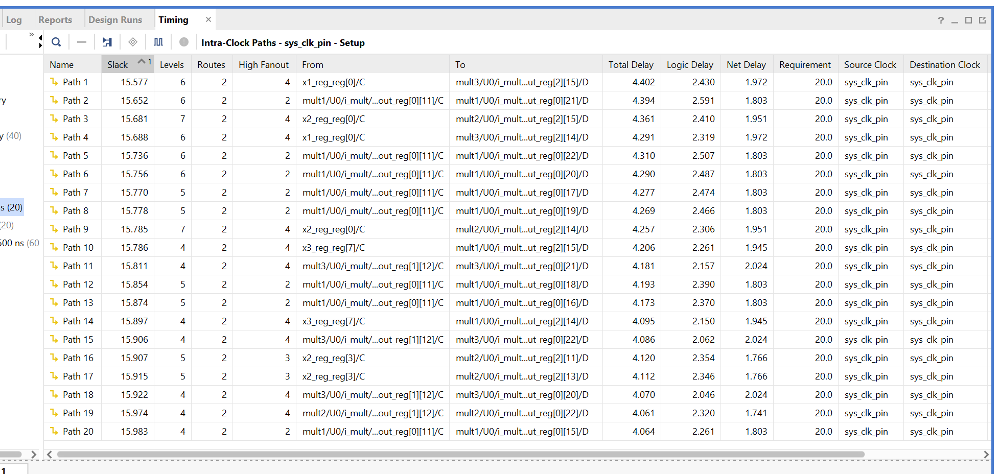 Log Reports Design Runs Timing × ?
» Intra-Clock Paths - sys_clk_pin - Setup
Name Slack 1 Levels Routes High Fanout From To Total Delay Logic Delay Net Delay Requirement Source Clock Destination Clock
Path 1 15.577 6 2 4 x1_reg_reg[0]/C mult3/U0/i_mult...ut_reg[2][15]/D 4.402 2.430 1.972 20.0 sys_clk_pin sys_clk_pin
ry Path 2 15.652 6 2 2 mult1/U0/i_mult/...out_reg[0][11]/C mult1/U0/i_mult...ut_reg[0][21]/D 4.394 2.591 1.803 20.0 sys_clk_pin sys_clk_pin
Path 3 15.681 7 2 4 x2_reg_reg[0]/C mult2/U0/i_mult...ut_reg[2][15]/D 4.361 2.410 1.951 20.0 sys_clk_pin sys_clk_pin
y (40) Path 4 15.688 6 2 4 x1_reg_reg[0]/C mult3/U0/i_mult...ut_reg[2][14]/D 4.291 2.319 1.972 20.0 sys_clk_pin sys_clk_pin
Path 5 15.736 6 2 2 mult1/U0/i_mult/...out_reg[0][11]/C mult1/U0/i_mult...ut_reg[0][22]/D 4.310 2.507 1.803 20.0 sys_clk_pin sys_clk_pin
Path 6 15.756 6 2 2 mult1/U0/i_mult/...out_reg[0][11]/C mult1/U0/i_mult...ut_reg[0][20]/D 4.290 2.487 1.803 20.0 sys_clk_pin sys_clk_pin
Path 7 15.770 5 2 2 mult1/U0/i_mult/...out_reg[0][11]/C mult1/U0/i_mult...ut_reg[0][17]/D 4.277 2.474 1.803 20.0 sys_clk_pin sys_clk_pin
s (20) Path 8 15.778 5 2 2 mult1/U0/i_mult/...out_reg[0][11]/C mult1/U0/i_mult...ut_reg[0][19]/D 4.269 2.466 1.803 20.0 sys_clk_pin sys_clk_pin
(20) Path 9 15.785 7 2 4 x2_reg_reg[0]/C mult2/U0/i_mult...ut_reg[2][14]/D 4.257 2.306 1.951 20.0 sys_clk_pin sys_clk_pin
500 ns (60 Path 10 15.786 4 2 4 x3_reg_reg[7]/C mult1/U0/i_mult...ut_reg[2][15]/D 4.206 2.261 1.945 20.0 sys_clk_pin sys_clk_pin
Path 11 15.811 4 2 4 mult3/U0/i_mult/...out_reg[1][12]/C mult3/U0/i_mult...ut_reg[0][21]/D 4.181 2.157 2.024 20.0 sys_clk_pin sys_clk_pin
Path 12 15.854 5 2 2 mult1/U0/i_mult/...out_reg[0][11]/C mult1/U0/i_mult...ut_reg[0][18]/D 4.193 2.390 1.803 20.0 sys_clk_pin sys_clk_pin
Path 13 15.874 5 2 2 mult1/U0/i_mult/...out_reg[0][11]/C mult1/U0/i_mult...ut_reg[0][16]/D 4.173 2.370 1.803 20.0 sys_clk_pin sys_clk_pin
Path 14 15.897 4 2 4 x3_reg_reg[7]/C mult1/U0/i_mult...ut_reg[2][14]/D 4.095 2.150 1.945 20.0 sys_clk_pin sys_clk_pin
Path 15 15.906 4 2 4 mult3/U0/i_mult/...out_reg[1][12]/C mult3/U0/i_mult...ut_reg[0][22]/D 4.086 2.062 2.024 20.0 sys_clk_pin sys_clk_pin
Path 16 15.907 5 2 3 x2_reg_reg[3]/C mult2/U0/i_mult...ut_reg[2][11]/D 4.120 2.354 1.766 20.0 sys_clk_pin sys_clk_pin
Path 17 15.915 5 2 3 x2_reg_reg[3]/C mult2/U0/i_mult...ut_reg[2][13]/D 4.112 2.346 1.766 20.0 sys_clk_pin sys_clk_pin
Path 18 15.922 4 2 4 mult3/U0/i_mult/...out_reg[1][12]/C mult3/U0/i_mult...ut_reg[0][20]/D 4.070 2.046 2.024 20.0 sys_clk_pin sys_clk_pin
Path 19 15.974 4 2 4 mult2/U0/i_mult/...out_reg[1][12]/C mult2/U0/i_mult...ut_reg[0][22]/D 4.061 2.320 1.741 20.0 sys_clk_pin sys_clk_pin
Path 20 15.983 4 2 2 mult1/U0/i_mult/...out_reg[0][11]/C mult1/U0/i_mult...ut_reg[0][15]/D 4.064 2.261 1.803 20.0 sys_clk_pin sys_clk_pin
1